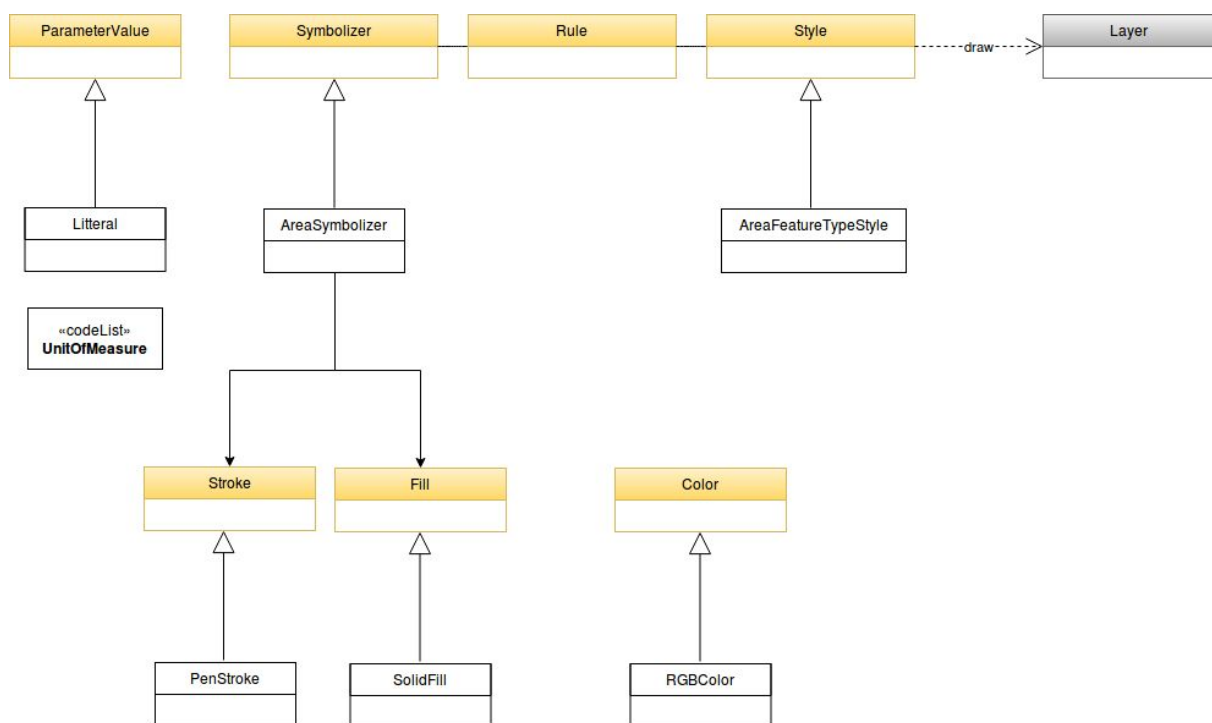 ParameterValue
Symbolizer
Rule
Style
draw
Layer
Litteral
AreaSymbolizer
AreaFeatureTypeStyle
«codeList»
UnitOfMeasure
Stroke
Fill
Color
PenStroke
SolidFill
RGBColor